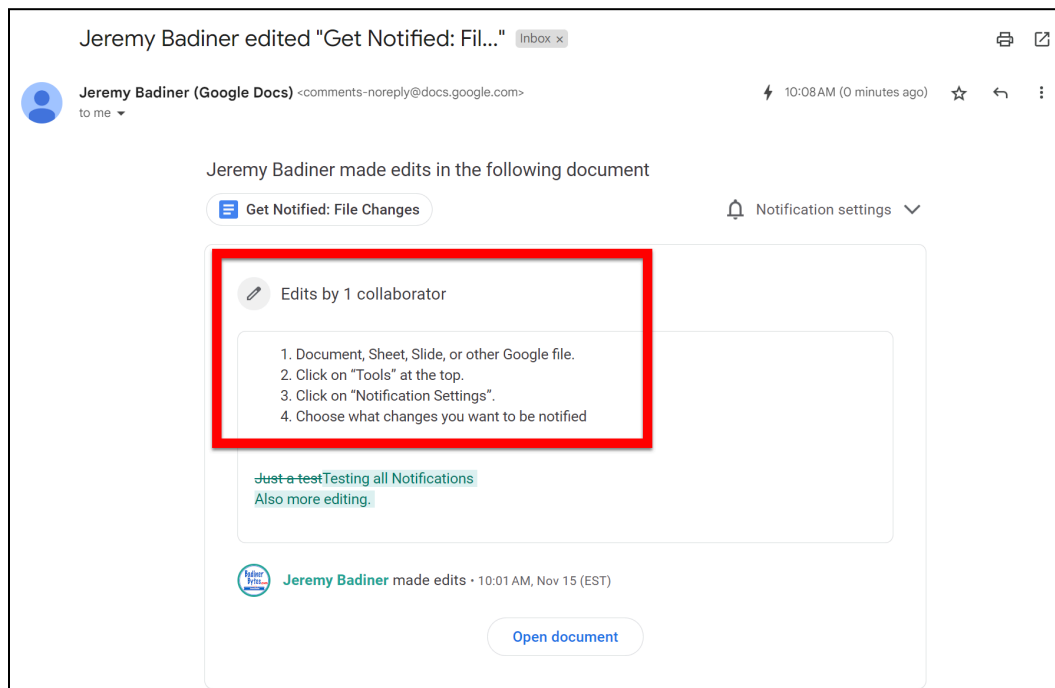 Jeremy Badiner edited "Get Notified: Fil..." Inbox ×
Jeremy Badiner (Google Docs) <comments-noreply@docs.google.com> 10:08 AM (0 minutes ago)
to me
Jeremy Badiner made edits in the following document
Get Notified: File Changes Notification settings
Edits by 1 collaborator
1. Document, Sheet, Slide, or other Google file.
2. Click on “Tools” at the top.
3. Click on “Notification Settings”.
4. Choose what changes you want to be notified
Just a testTesting all Notifications
Also more editing.
Badiner
Bytes
Jeremy Badiner made edits • 10:01 AM, Nov 15 (EST)
Open document